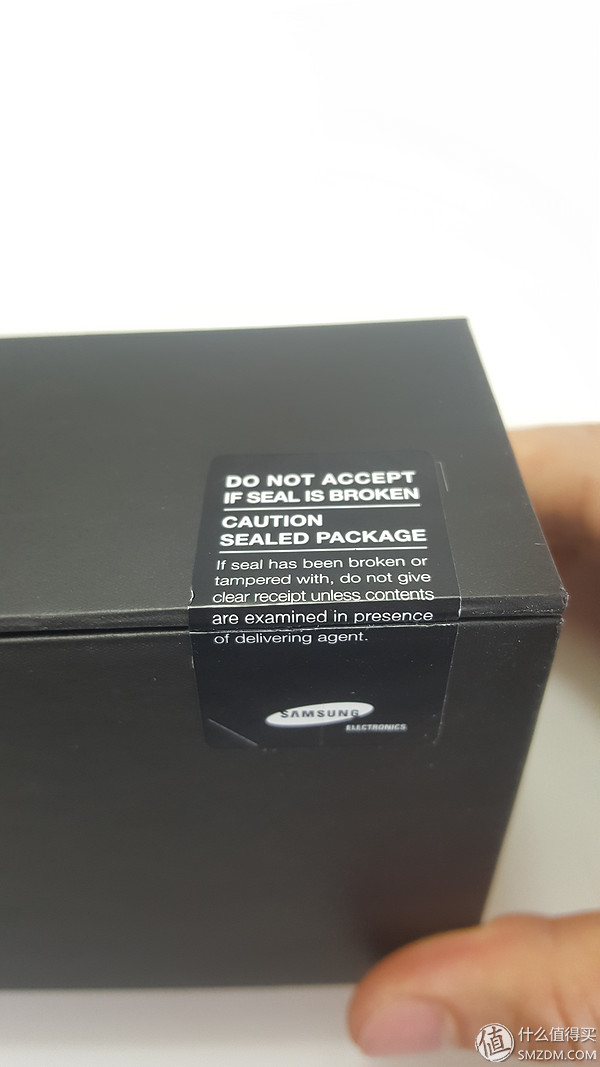 DO NOT ACCEPT
IF SEAL IS BROKEN
CAUTION
SEALED PACKAGE
If seal has been broken or
tampered with, do not give
clear receipt unless contents
are examined in presence
of delivering agent.
SAMSUNG
ELECTRONICS
值 什么值得买
SMZDM.COM